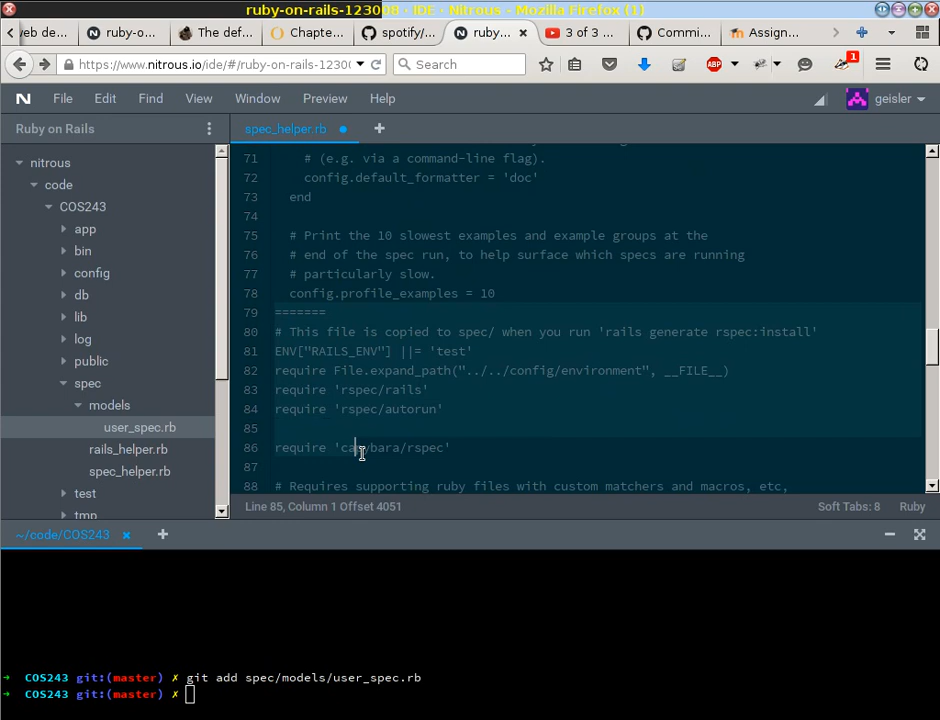 ruby-on-rails-123008 - IDE - Nitrous - Mozilla Firefox (1)
web de...
ruby-o...
The def...
Chapte...
spotify/...
ruby...
3 of 3 ...
Commi...
Assign...
https://www.nitrous.io/ide/#/ruby-on-rails-1230
Search
ABP
1
N File Edit Find View Window Preview Help
geisler
Ruby on Rails
spec_helper.rb
nitrous
code
COS243
app
bin
config
db
lib
log
public
spec
models
user_spec.rb
rails_helper.rb
spec_helper.rb
test
tmp
71 # (e.g. via a command-line flag).
72 config.default_formatter = 'doc'
73 end
74
75 # Print the 10 slowest examples and example groups at the
76 # end of the spec run, to help surface which specs are running
77 # particularly slow.
78 config.profile_examples = 10
79 =======
80 # This file is copied to spec/ when you run 'rails generate rspec:install'
81 ENV["RAILS_ENV"] ||= 'test'
82 require File.expand_path("../../config/environment", __FILE__)
83 require 'rspec/rails'
84 require 'rspec/autorun'
85
86 require 'capybara/rspec'
87
88 # Requires supporting ruby files with custom matchers and macros, etc,
Line 85, Column 1 Offset 4051
Soft Tabs: 8
Ruby
~/code/COS243
→ COS243 git:(master) ✗ git add spec/models/user_spec.rb
→ COS243 git:(master) ✗